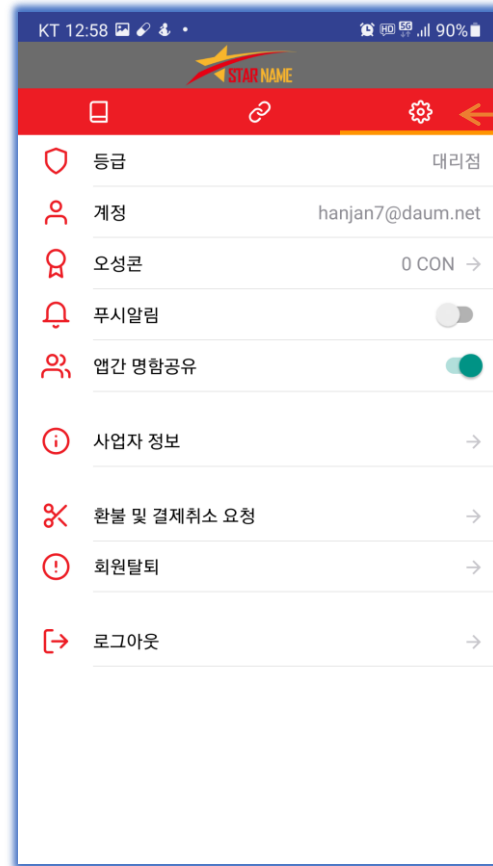 KT 12:58
HD 5G 90%
STAR NAME
등급 대리점
계정 hanjan7@daum.net
오성콘 0 CON
푸시알림
앱간 명함공유
사업자 정보
환불 및 결제취소 요청
회원탈퇴
로그아웃